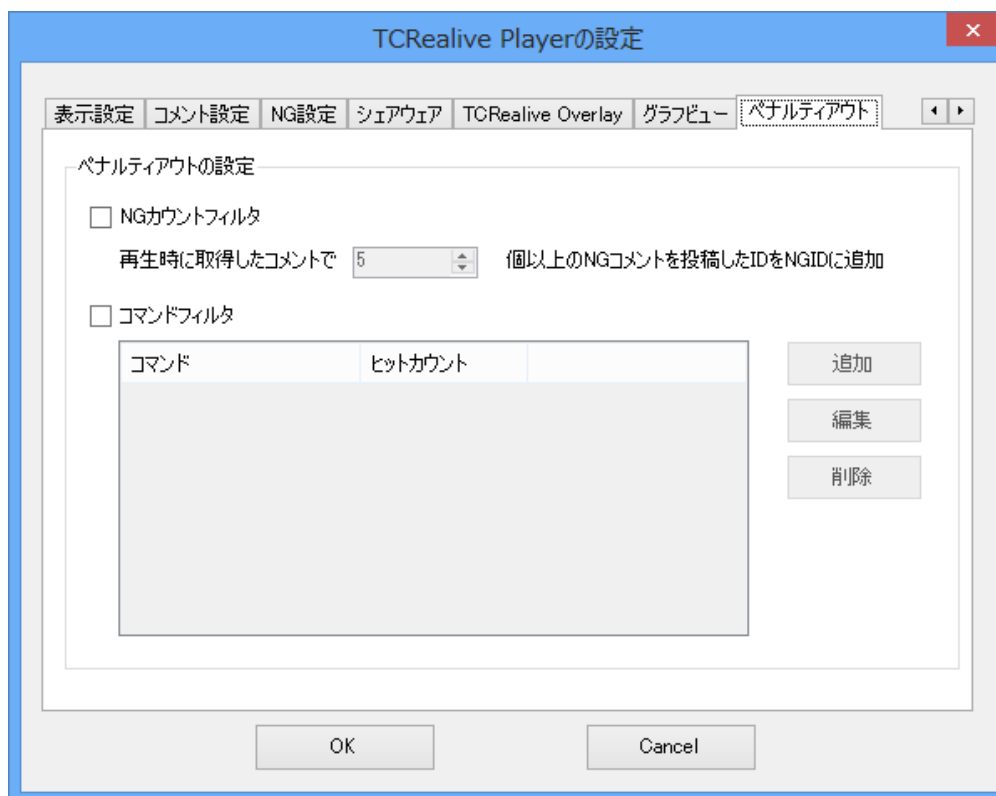 TCRealive Playerの設定
表示設定 コメント設定 NG設定 シェアウェア TCRealive Overlay グラフビュー ペナルティアウト
ペナルティアウトの設定
NGカウントフィルタ
再生時に取得したコメントで 5 個以上のNGコメントを投稿したIDをNGIDに追加
コマンドフィルタ
コマンド ヒットカウント
追加
編集
削除
OK Cancel